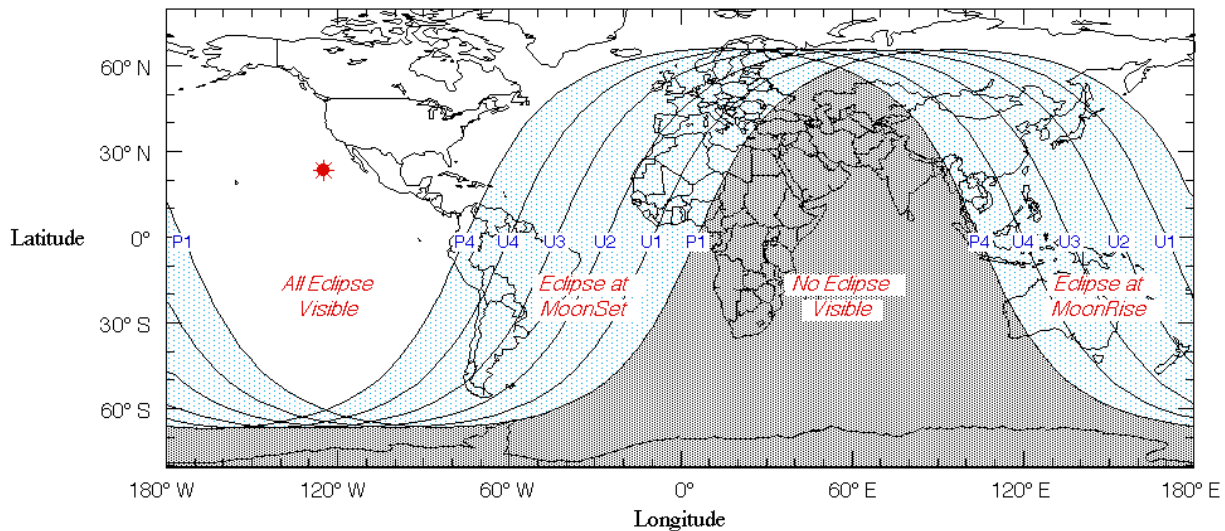 60° N
30° N
Latitude
0°
30° S
60° S
P1
P4
U4
U3
U2
U1
P1
P4
U4
U3
U2
U1
All Eclipse
Visible
Eclipse at
MoonSet
No Eclipse
Visible
Eclipse at
MoonRise
180° W
120° W
60° W
0°
60° E
120° E
180° E
Longitude